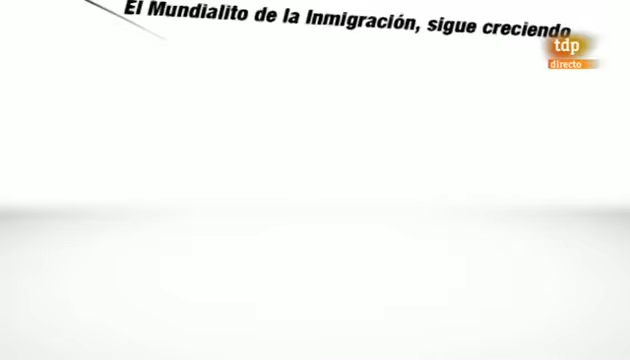 El Mundialito de la Inmigración, sigue creciendo
tdp
directo